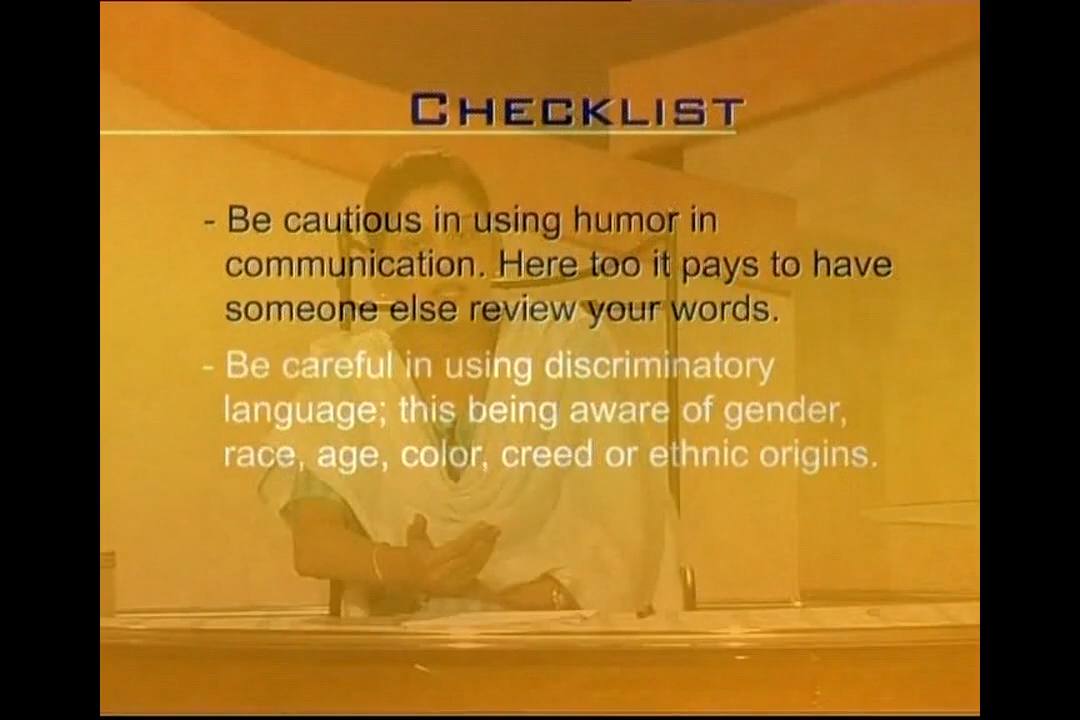 CHECKLIST
- Be cautious in using humor in
communication. Here too it pays to have
someone else review your words.
- Be careful in using discriminatory
language; this being aware of gender,
race, age, color, creed or ethnic origins.